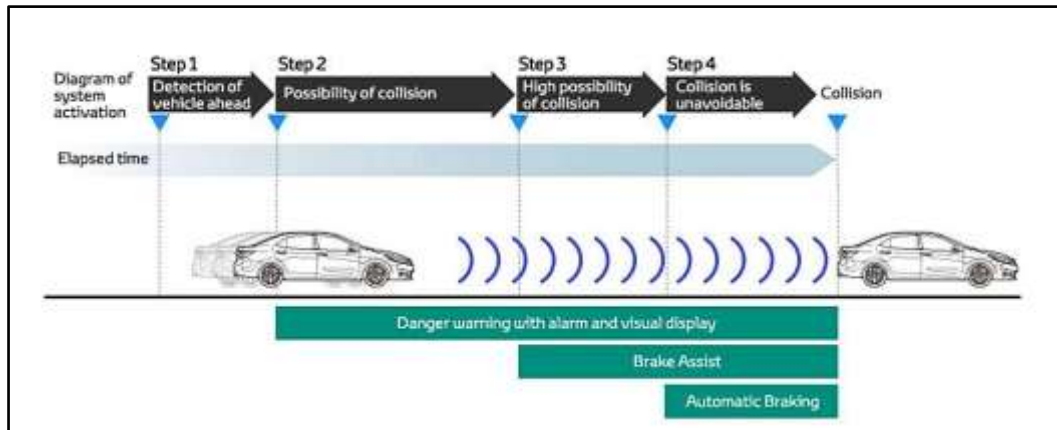 Diagram of
system
activation
Step 1
Detection of
vehicle ahead
Step 2
Possibility of collision
Step 3
High possibility
of collision
Step 4
Collision is
unavoidable
Collision
Elapsed time
Danger warning with alarm and visual display
Brake Assist
Automatic Braking